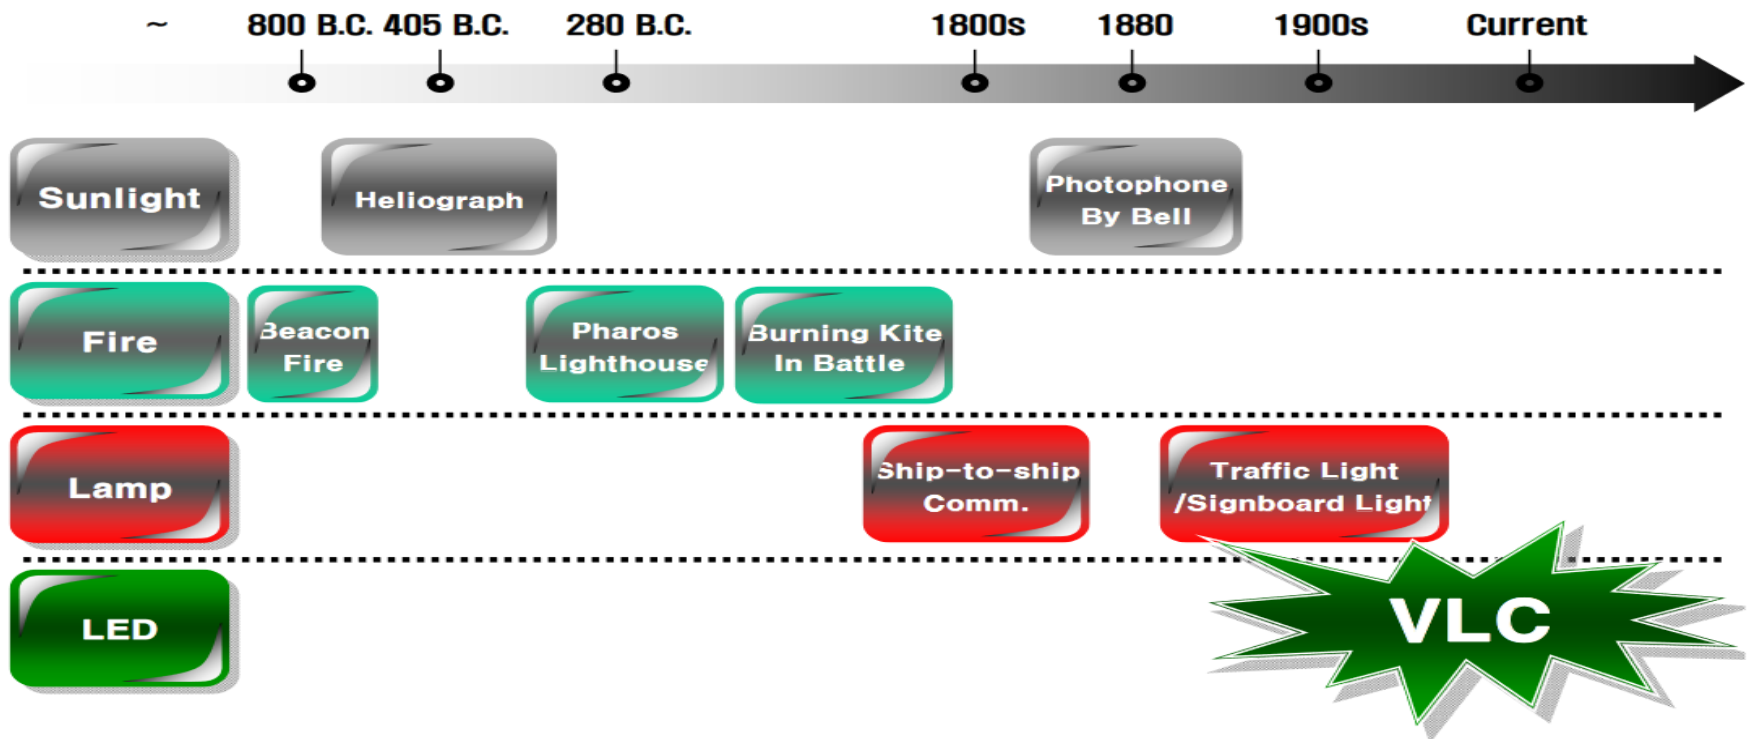 ~ 800 B.C. 405 B.C. 280 B.C. 1800s 1880 1900s Current
Sunlight
Heliograph
Photophone
By Bell
Fire
Beacon
Fire
Pharos
Lighthouse
Burning Kite
In Battle
Lamp
Ship-to-ship
Comm.
Traffic Light
/Signboard Light
LED
VLC